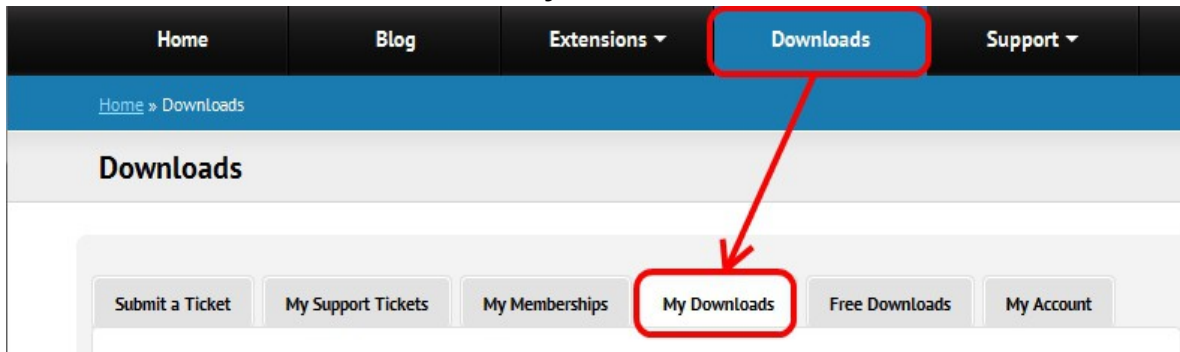 Home Blog Extensions Downloads Support
Home » Downloads
Downloads
Submit a Ticket My Support Tickets My Memberships My Downloads Free Downloads My Account